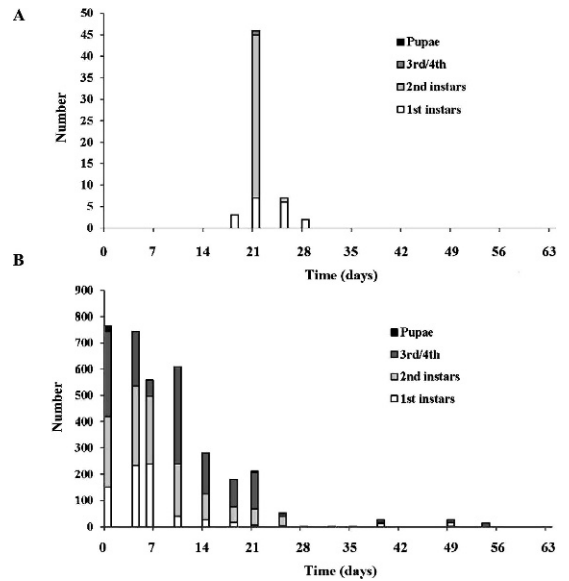 A
50
45
40
35
30
25
20
15
10
5
0
Number
Pupae
3rd/4th
2nd instars
1st instars
0 7 14 21 28 35 42 49 56 63
Time (days)
B
900
800
700
600
500
400
300
200
100
0
Number
Pupae
3rd/4th
2nd instars
1st instars
0 7 14 21 28 35 42 49 56 63
Time (days)